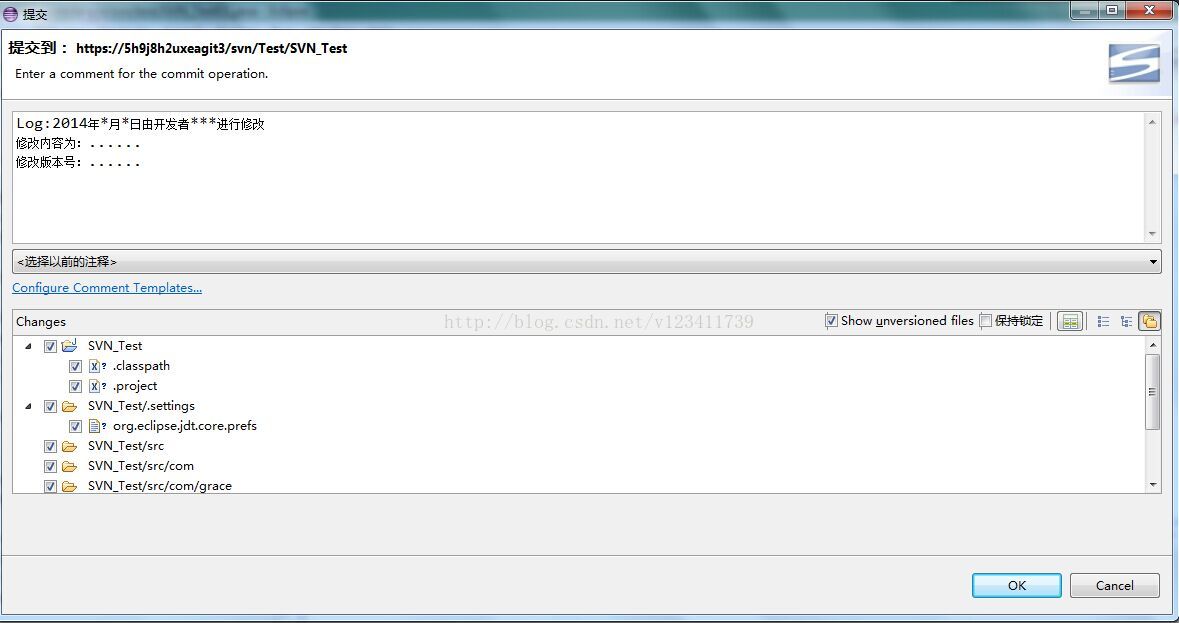 提交
提交到： https://5h9j8h2uxeagit3/svn/Test/SVN_Test
Enter a comment for the commit operation.
Log:2014年*月*日由开发者***进行修改
修改内容为：......
修改版本号：......
<选择以前的注释>
Configure Comment Templates...
Changes
http://blog.csdn.net/v123411739
Show unversioned files
保持锁定
SVN_Test
.classpath
.project
SVN_Test/.settings
org.eclipse.jdt.core.prefs
SVN_Test/src
SVN_Test/src/com
SVN_Test/src/com/grace
OK
Cancel